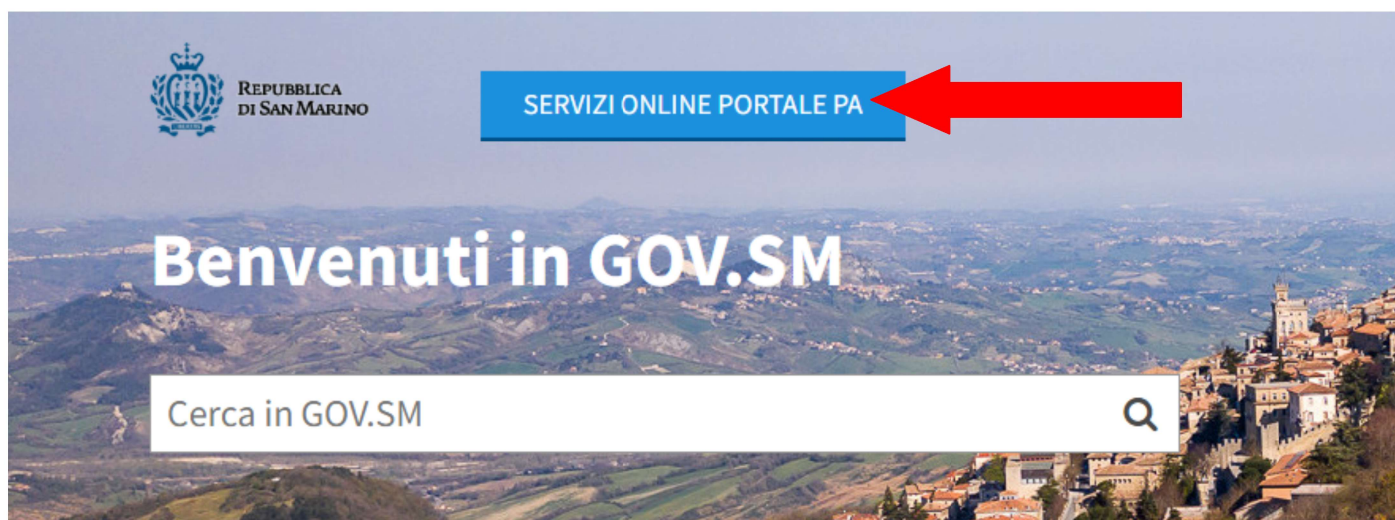 REPUBBLICA
DI SAN MARINO
SERVIZI ONLINE PORTALE PA
Benvenuti in GOV.SM
Cerca in GOV.SM